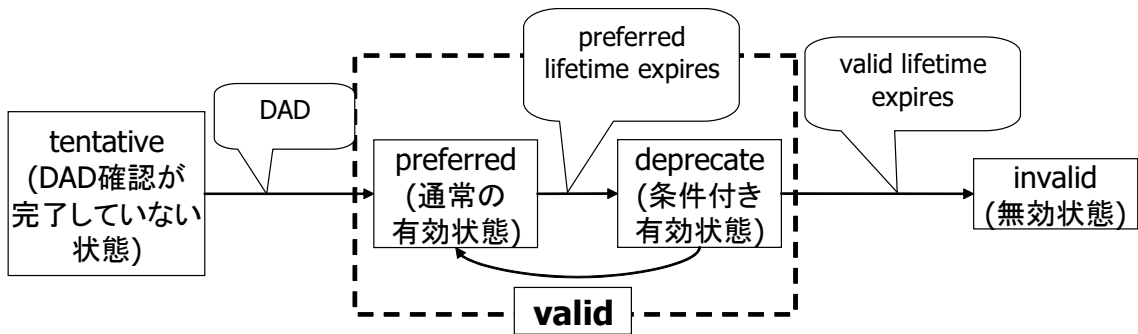 tentative
(DAD確認が
完了していない
状態)
DAD
preferred
(通常の
有効状態)
preferred
lifetime expires
deprecate
(条件付き
有効状態)
valid lifetime
expires
invalid
(無効状態)
valid